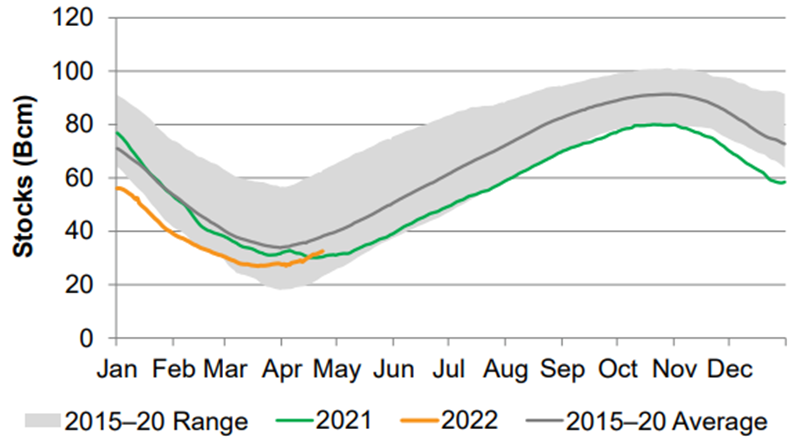 Stocks (Bcm)
120
100
80
60
40
20
0
Jan Feb Mar Apr May Jun Jul Aug Sep Oct Nov Dec
2015–20 Range 2021 2022 2015–20 Average